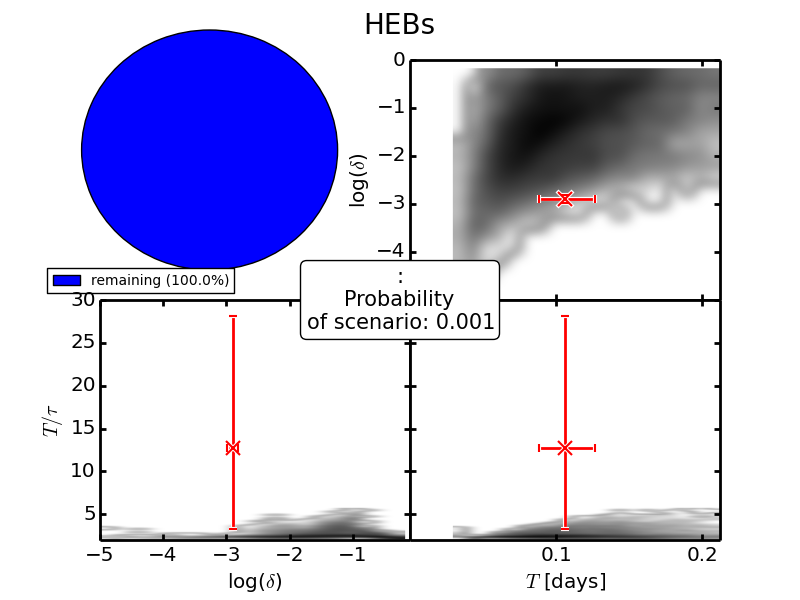 HEBs
0
−1
−2
−3
−4
log(δ)
remaining (100.0%)
:
Probability
of scenario: 0.001
30
25
20
15
10
5
T/τ
−5 −4 −3 −2 −1
0.1 0.2
log(δ)
T [days]